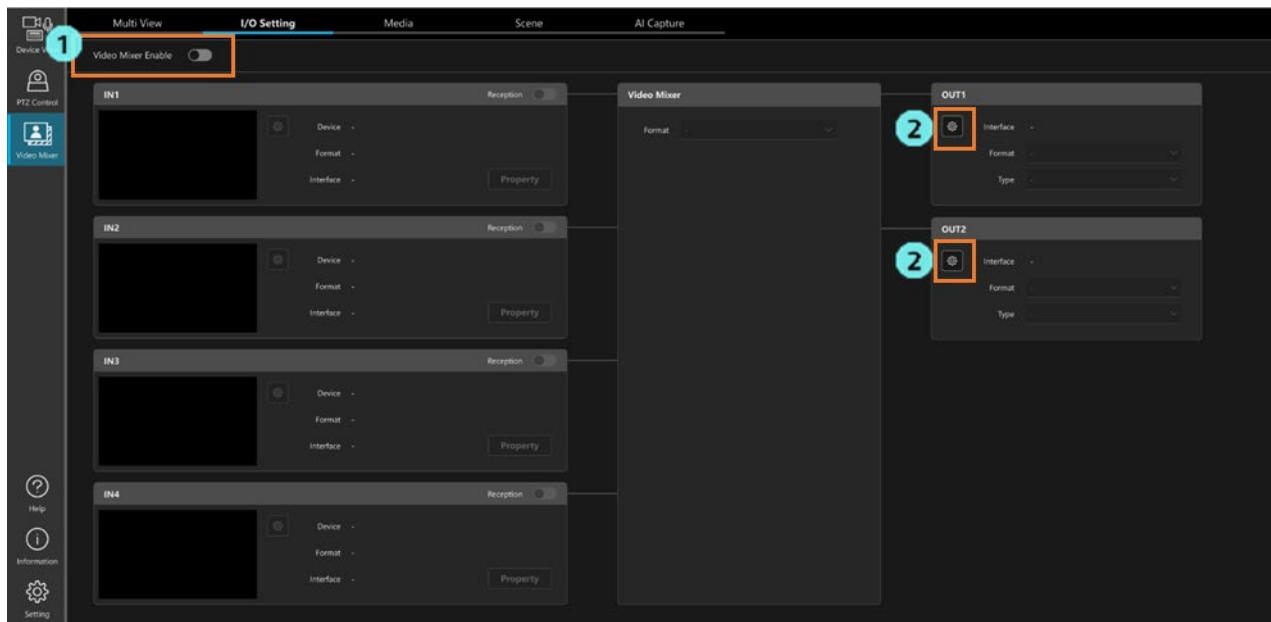 Multi View
I/O Setting
Media
Scene
AI Capture
1
Device V
Video Mixer Enable
PTZ Control
Video Mixer
Help
Information
Setting
IN1
Reception
Device -
Format -
Interface -
Property
IN2
Reception
Device -
Format -
Interface -
Property
IN3
Reception
Device -
Format -
Interface -
Property
IN4
Reception
Device -
Format -
Interface -
Property
Video Mixer
Format -
OUT1
2
Interface -
Format -
Type -
OUT2
2
Interface -
Format -
Type -